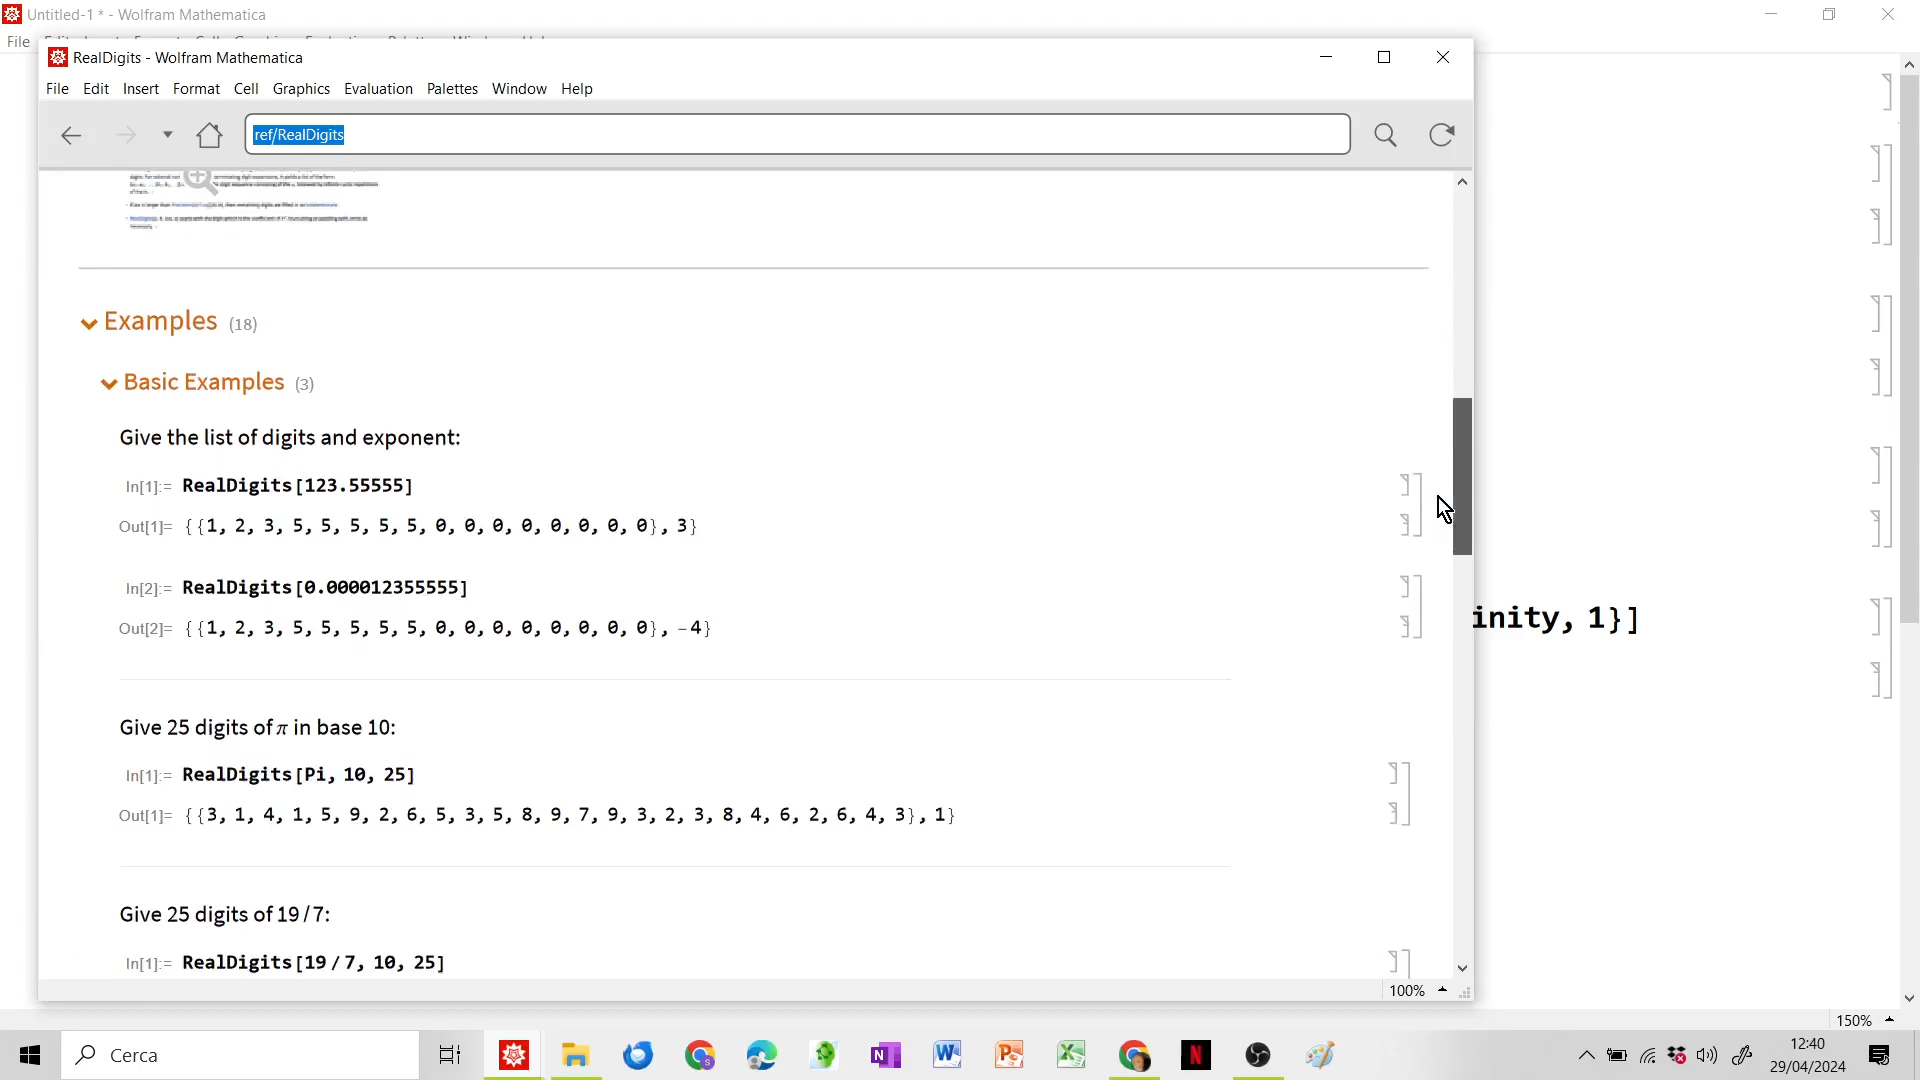 Untitled-1 * - Wolfram Mathematica
File
RealDigits - Wolfram Mathematica
File Edit Insert Format Cell Graphics Evaluation Palettes Window Help
ref/RealDigits
Examples (18)
Basic Examples (3)
Give the list of digits and exponent:
In[1]:= RealDigits[123.55555]
Out[1]= {{1, 2, 3, 5, 5, 5, 5, 5, 0, 0, 0, 0, 0, 0, 0, 0}, 3}
In[2]:= RealDigits[0.000012355555]
Out[2]= {{1, 2, 3, 5, 5, 5, 5, 5, 0, 0, 0, 0, 0, 0, 0, 0}, -4}
inity, 1}]
Give 25 digits of π in base 10:
In[1]:= RealDigits[Pi, 10, 25]
Out[1]= {{3, 1, 4, 1, 5, 9, 2, 6, 5, 3, 5, 8, 9, 7, 9, 3, 2, 3, 8, 4, 6, 2, 6, 4, 3}, 1}
Give 25 digits of 19/7:
In[1]:= RealDigits[19/7, 10, 25]
100%
150%
Cerca
12:40
29/04/2024